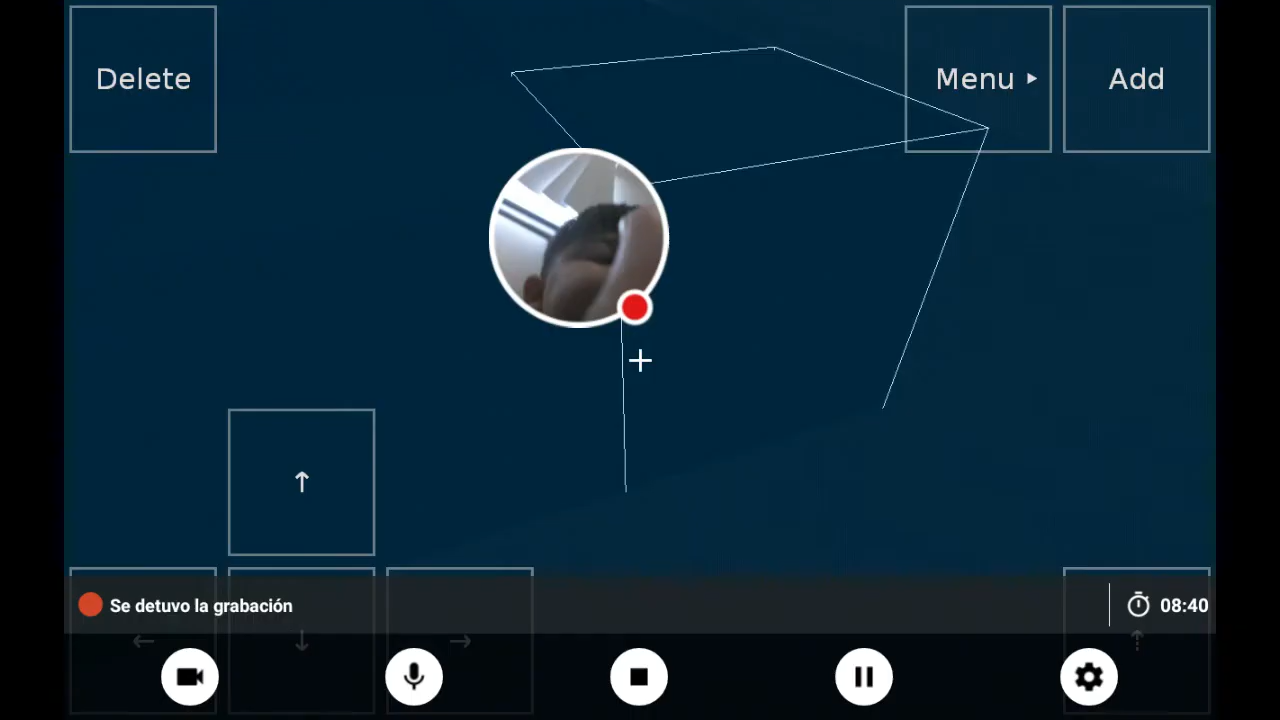 Delete
Menu ▸
Add
↑
Se detuvo la grabación
08:40
← ↓ → ⇡